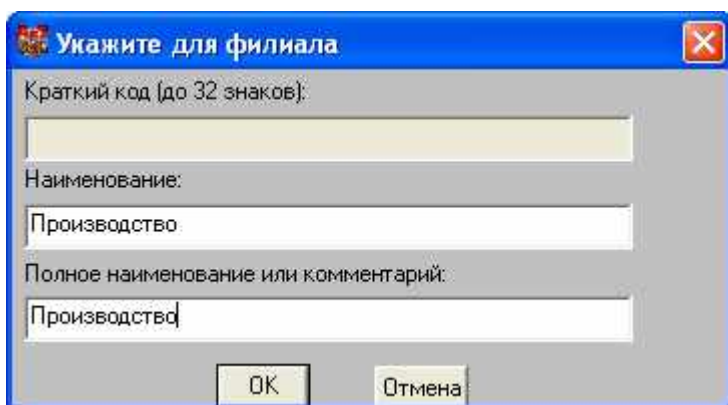 Укажите для филиала
Краткий код (до 32 знаков):
Наименование:
Производство
Полное наименование или комментарий:
Производство
OK Отмена